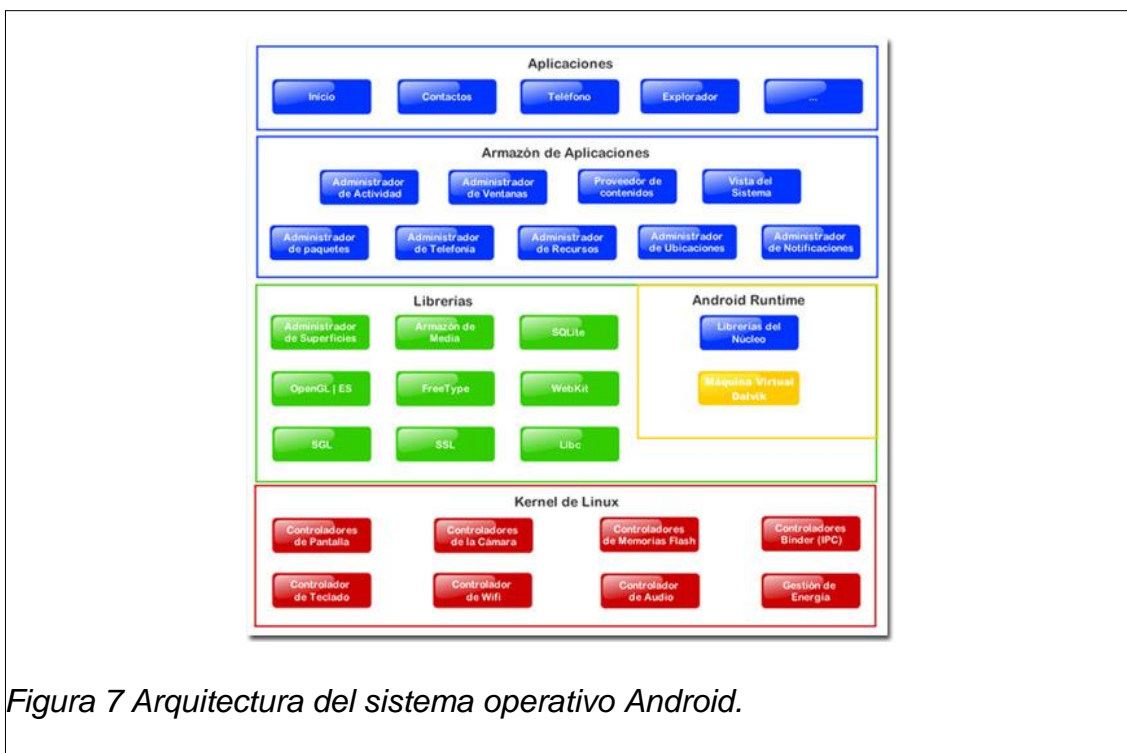 Aplicaciones
Inicio
Contactos
Teléfono
Explorador
...
Armazón de Aplicaciones
Administrador
de Actividad
Administrador
de Ventanas
Proveedor de
contenidos
Vista del
Sistema
Administrador
de paquetes
Administrador
de Telefonía
Administrador
de Recursos
Administrador
de Ubicaciones
Administrador
de Notificaciones
Librerías
Administrador
de Superficies
Armazón de
Media
SQLite
OpenGL | ES
FreeType
WebKit
SGL
SSL
Libc
Android Runtime
Librerías del
Núcleo
Máquina Virtual
Dalvik
Kernel de Linux
Controladores
de Pantalla
Controladores
de la Cámara
Controladores
de Memorias Flash
Controladores
Binder (IPC)
Controlador
de Teclado
Controlador
de Wifi
Controlador
de Audio
Gestión de
Energía
Figura 7 Arquitectura del sistema operativo Android.